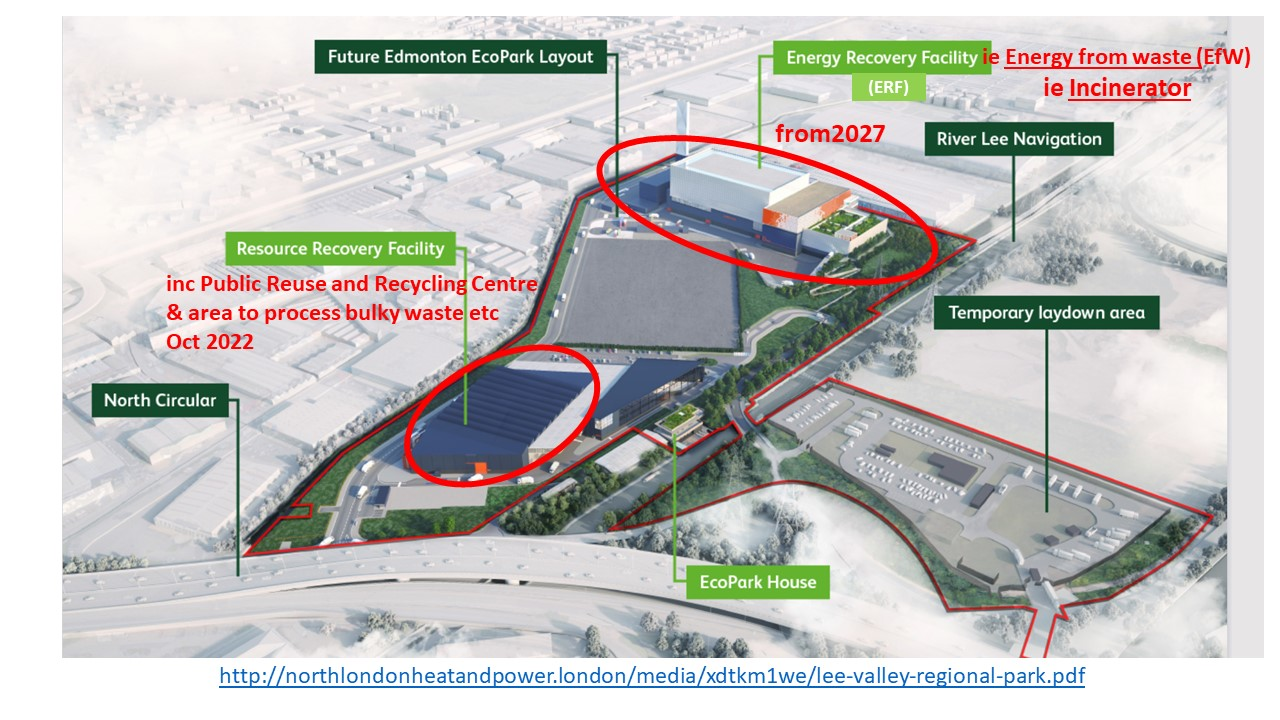 Future Edmonton EcoPark Layout
Energy Recovery Facility ie Energy from waste (EfW)
(ERF)
ie Incinerator
from2027
River Lee Navigation
Resource Recovery Facility
inc Public Reuse and Recycling Centre
& area to process bulky waste etc
Oct 2022
Temporary laydown area
North Circular
EcoPark House
http://northlondonheatandpower.london/media/xdtkm1we/lee-valley-regional-park.pdf